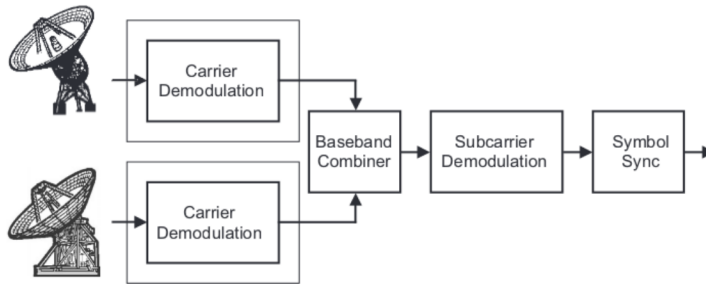 Carrier
Demodulation
Baseband
Combiner
Subcarrier
Demodulation
Symbol
Sync
Carrier
Demodulation